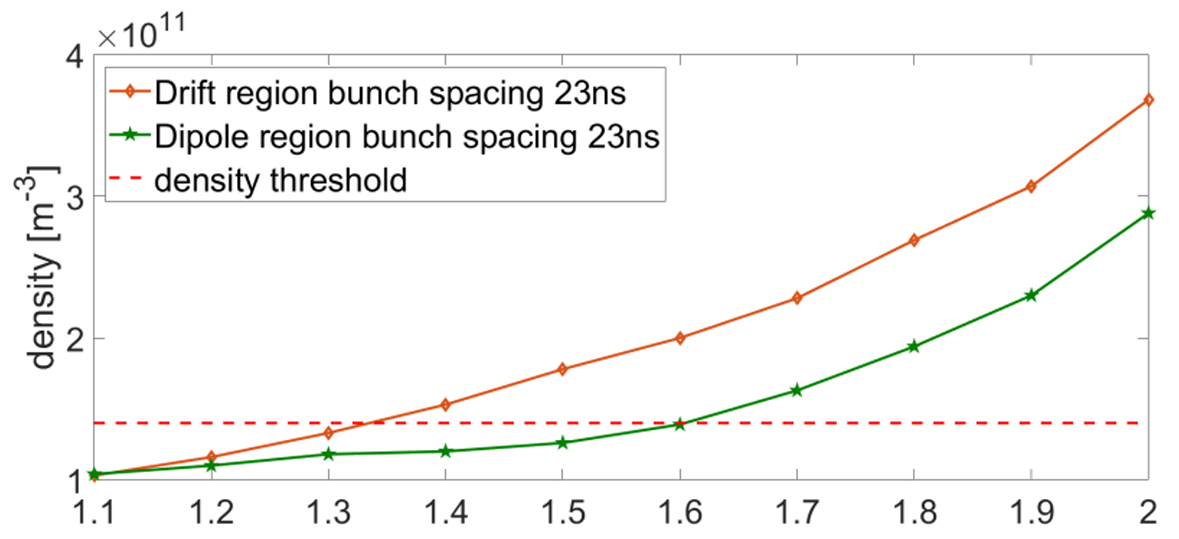 ×10¹¹
4
3
2
1
density [m⁻³]
Drift region bunch spacing 23ns
Dipole region bunch spacing 23ns
density threshold
1.1 1.2 1.3 1.4 1.5 1.6 1.7 1.8 1.9 2